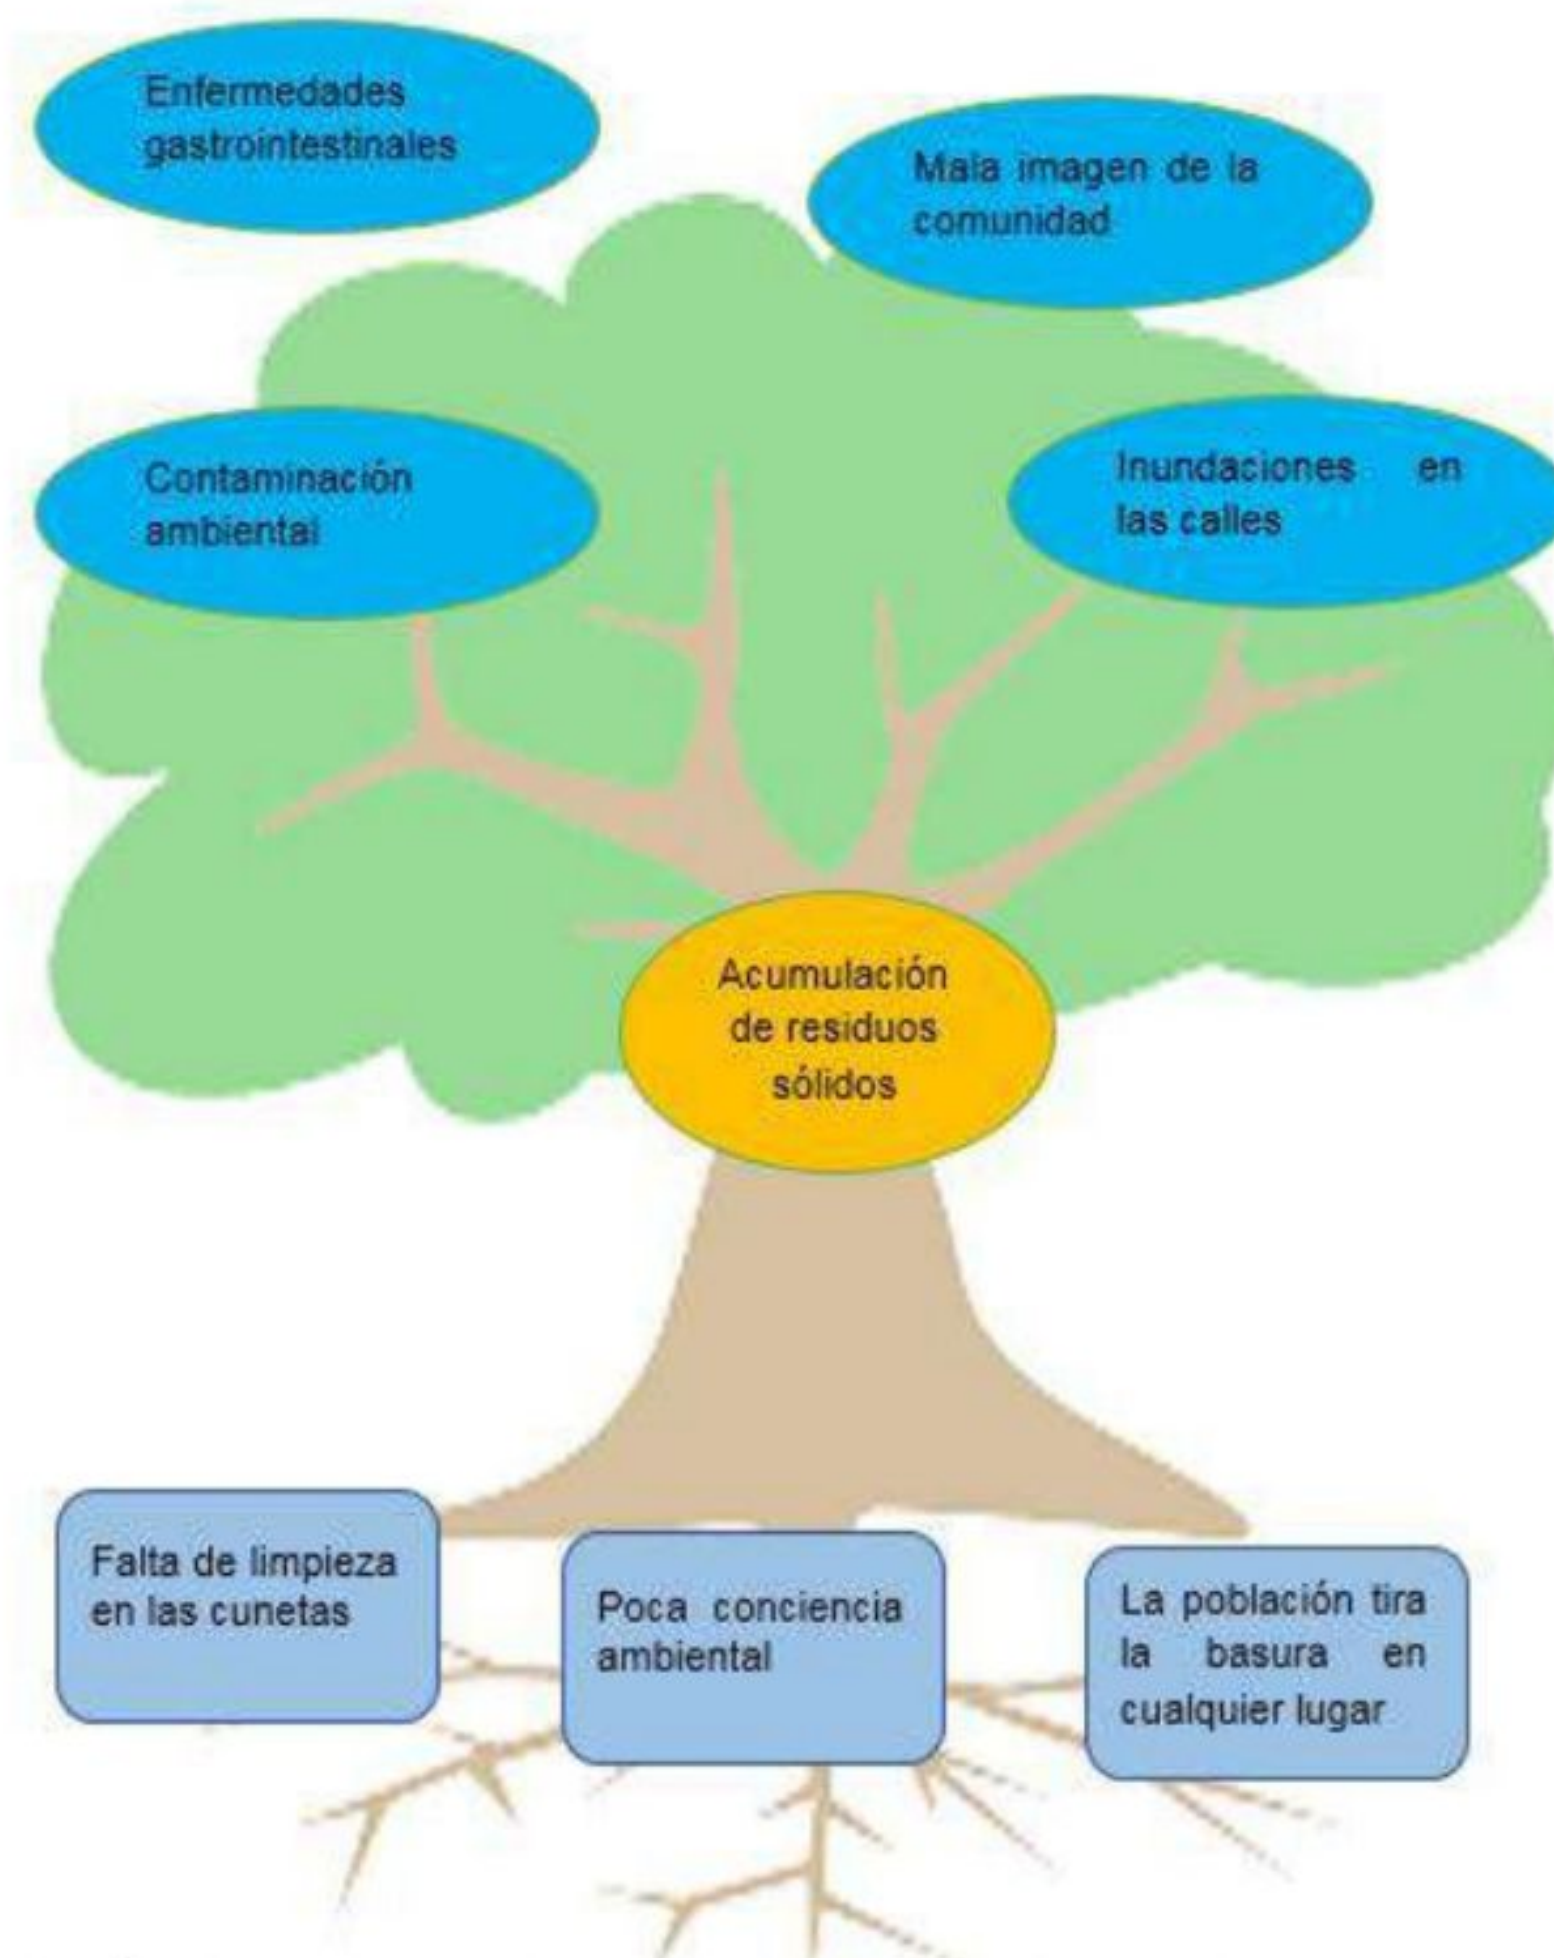 Enfermedades
gastrointestinales
Mala imagen de la
comunidad
Contaminación
ambiental
Inundaciones en
las calles
Acumulación
de residuos
sólidos
Falta de limpieza
en las cunetas
Poca conciencia
ambiental
La población tira
la basura en
cualquier lugar